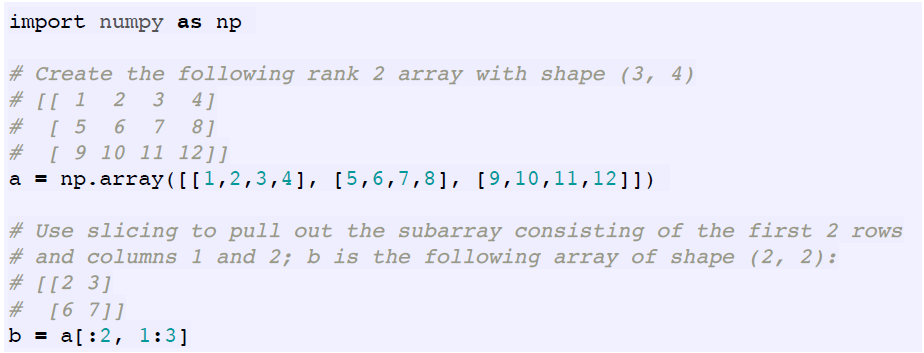 import numpy as np
# Create the following rank 2 array with shape (3, 4)
# [[ 1  2  3  4]
#  [ 5  6  7  8]
#  [ 9 10 11 12]]
a = np.array([[1,2,3,4], [5,6,7,8], [9,10,11,12]])
# Use slicing to pull out the subarray consisting of the first 2 rows
# and columns 1 and 2; b is the following array of shape (2, 2):
# [[2 3]
#  [6 7]]
b = a[:2, 1:3]